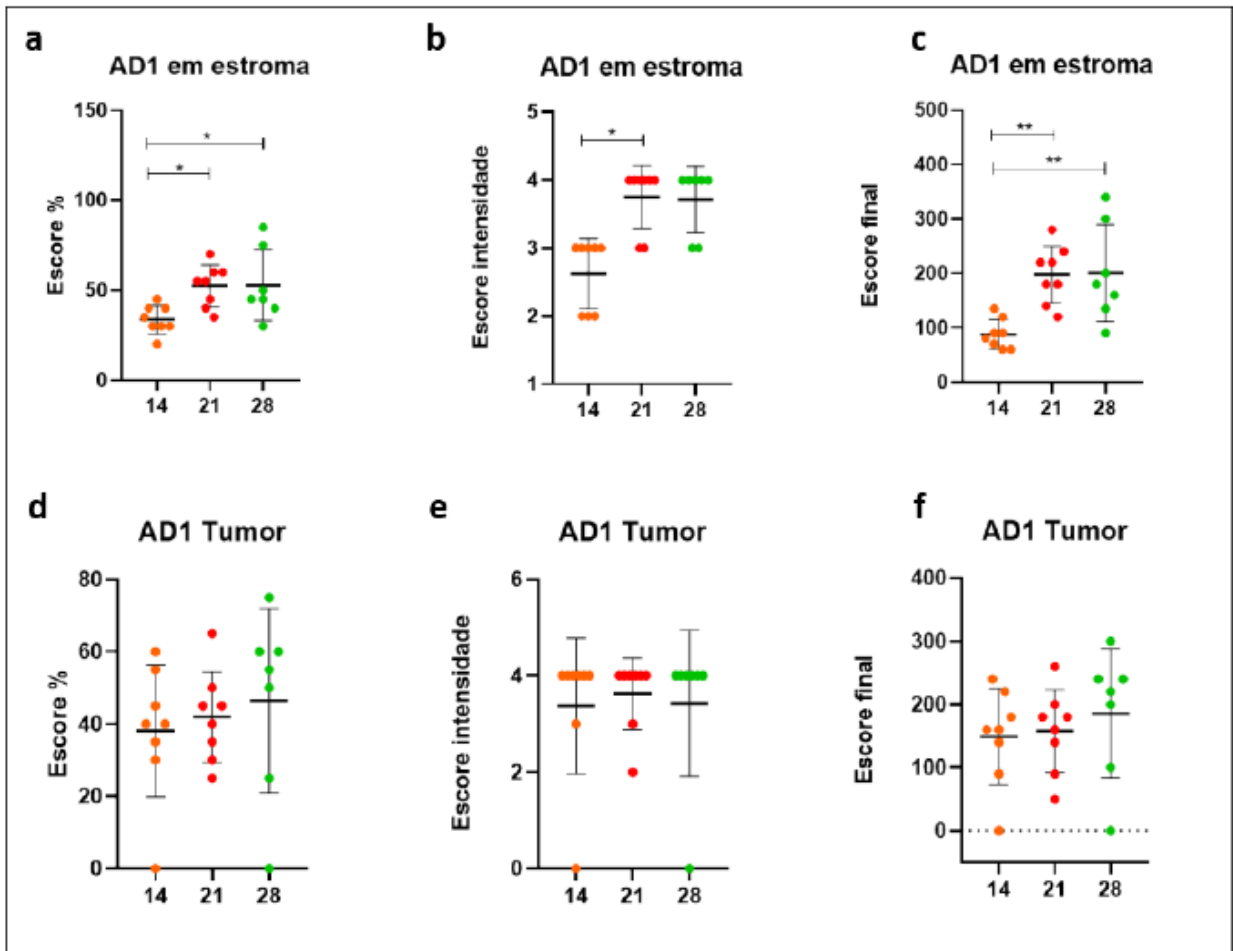 a
AD1 em estroma
Escore %
150
100
50
0
*
*
14 21 28
b
AD1 em estroma
Escore intensidade
5
4
3
2
1
*
14 21 28
c
AD1 em estroma
Escore final
500
400
300
200
100
0
**
**
14 21 28
d
AD1 Tumor
Escore %
80
60
40
20
0
14 21 28
e
AD1 Tumor
Escore intensidade
6
4
2
0
14 21 28
f
AD1 Tumor
Escore final
400
300
200
100
0
14 21 28